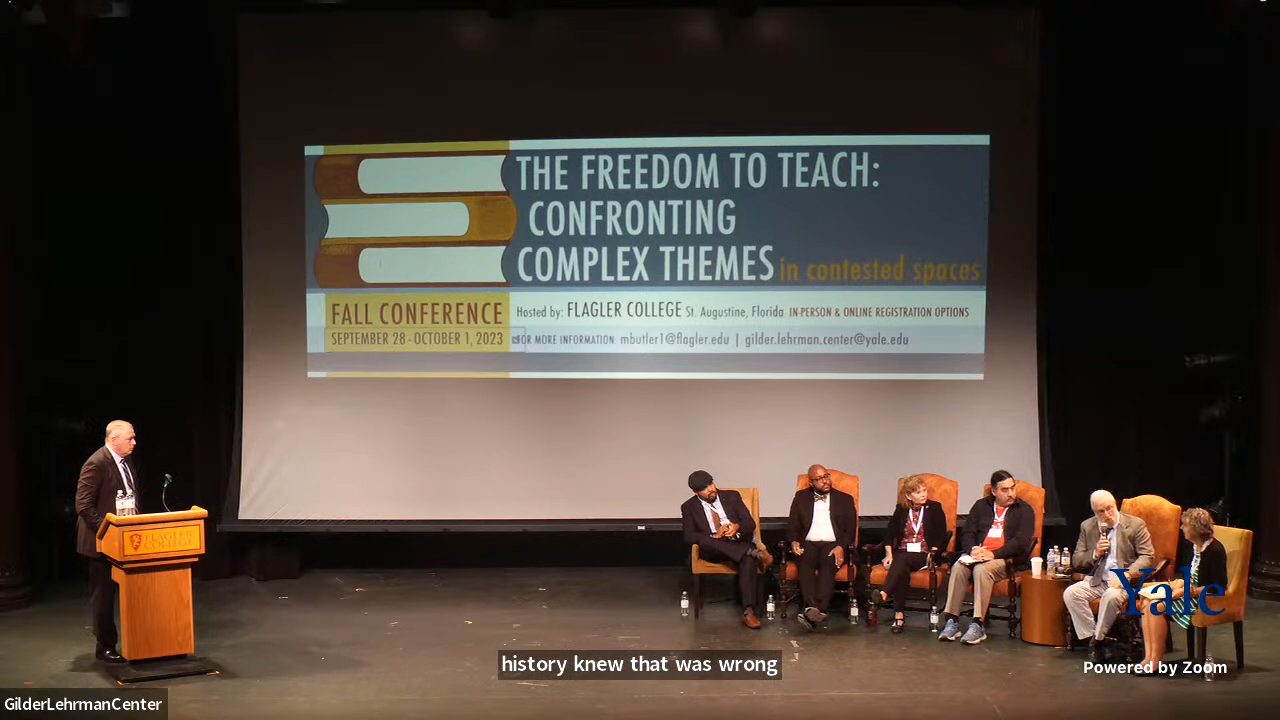 THE FREEDOM TO TEACH:
CONFRONTING
COMPLEX THEMES in contested spaces
FALL CONFERENCE
SEPTEMBER 28 - OCTOBER 1, 2023
Hosted by: FLAGLER COLLEGE St. Augustine, Florida IN-PERSON & ONLINE REGISTRATION OPTIONS
FOR MORE INFORMATION: mbutler1@flagler.edu | gilder.lehrman.center@yale.edu
FLAGLER
COLLEGE
Yale
history knew that was wrong
Powered by Zoom
GilderLehrmanCenter